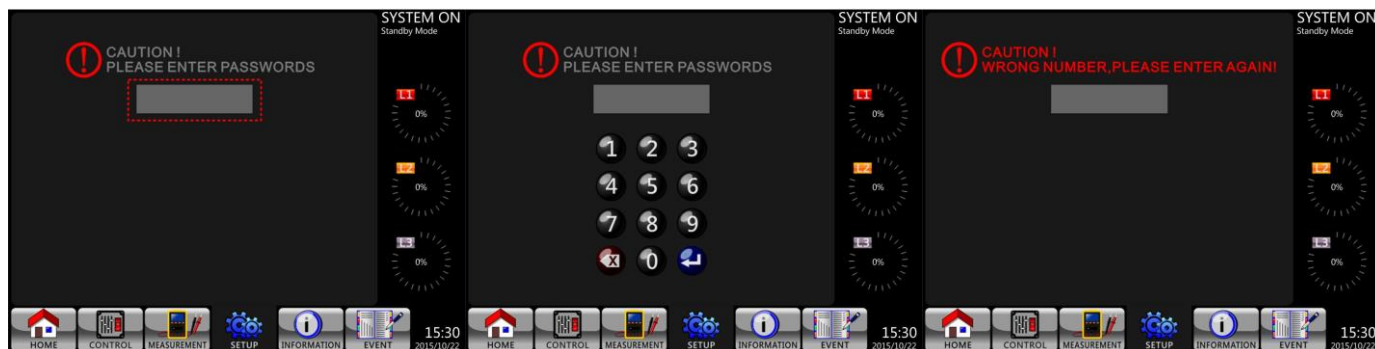 SYSTEM ON
Standby Mode
CAUTION !
PLEASE ENTER PASSWORDS
L1
0%
L2
0%
L3
0%
HOME
CONTROL
MEASUREMENT
SETUP
INFORMATION
EVENT
15:30
2015/10/22
SYSTEM ON
Standby Mode
CAUTION !
PLEASE ENTER PASSWORDS
1 2 3
4 5 6
7 8 9
X 0
L1
0%
L2
0%
L3
0%
HOME
CONTROL
MEASUREMENT
SETUP
INFORMATION
EVENT
15:30
2015/10/22
SYSTEM ON
Standby Mode
CAUTION !
WRONG NUMBER,PLEASE ENTER AGAIN!
L1
0%
L2
0%
L3
0%
HOME
CONTROL
MEASUREMENT
SETUP
INFORMATION
EVENT
15:30
2015/10/22